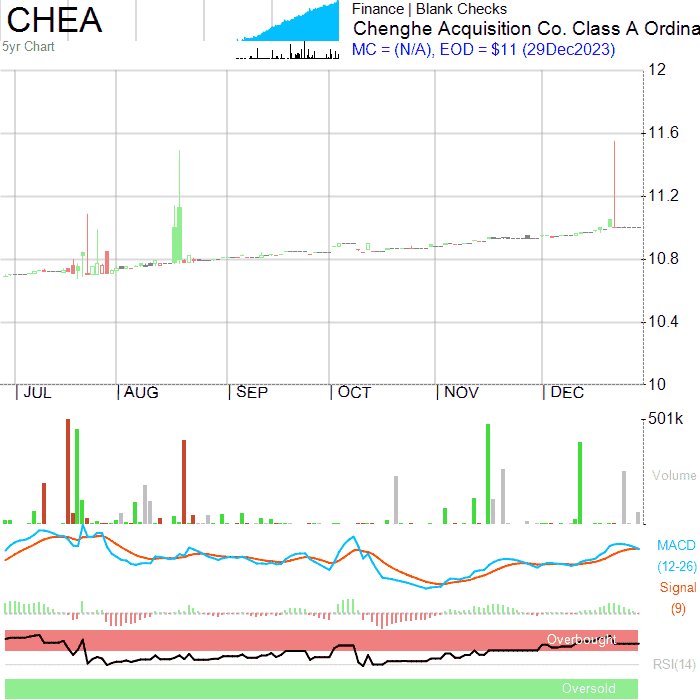 CHEA
5yr Chart
Finance | Blank Checks
Chenghe Acquisition Co. Class A Ordina
MC = (N/A), EOD = $11 (29Dec2023)
12
11.6
11.2
10.8
10.4
10
JUL AUG SEP OCT NOV DEC
501k
Volume
MACD
(12-26)
Signal
(9)
Overbought
RSI(14)
Oversold